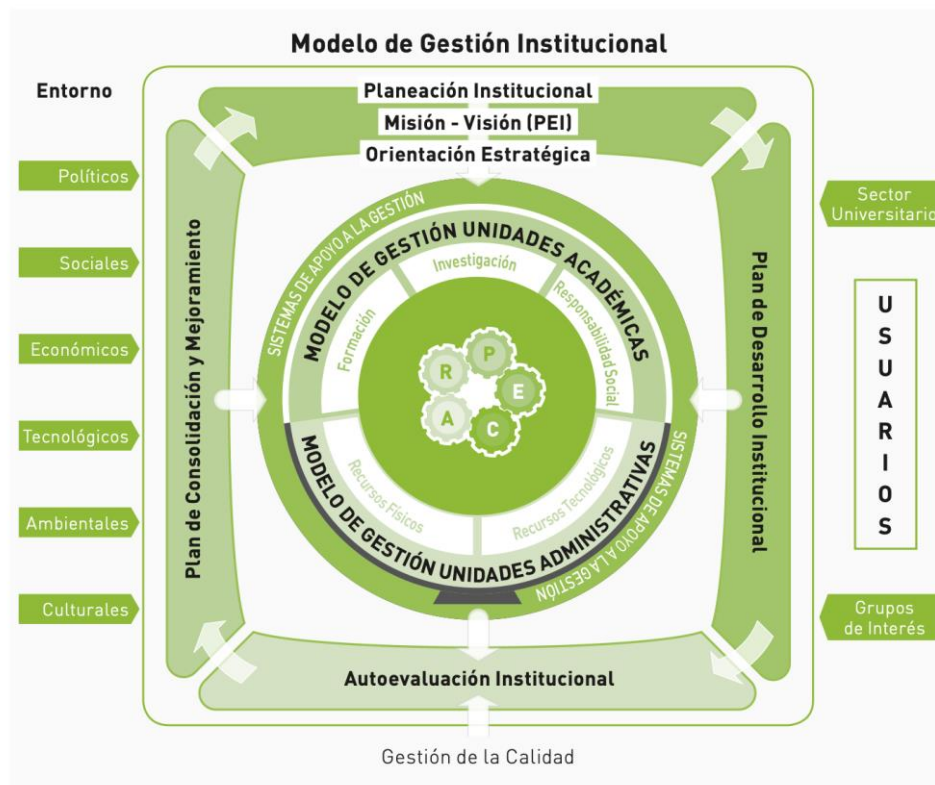 Modelo de Gestión Institucional
Entorno
Planeación Institucional
Misión - Visión (PEI)
Orientación Estratégica
Políticos
Sociales
Económicos
Tecnológicos
Ambientales
Culturales
Plan de Consolidación y Mejoramiento
SISTEMAS DE APOYO A LA GESTIÓN
MODELO DE GESTIÓN UNIDADES ACADÉMICAS
Formación
Investigación
Responsabilidad Social
R
P
E
C
A
Recursos Físicos
Recursos Tecnológicos
MODELO DE GESTIÓN UNIDADES ADMINISTRATIVAS
SISTEMAS DE APOYO A LA GESTIÓN
Plan de Desarrollo Institucional
Sector
Universitario
USUARIOS
Grupos
de Interés
Autoevaluación Institucional
Gestión de la Calidad